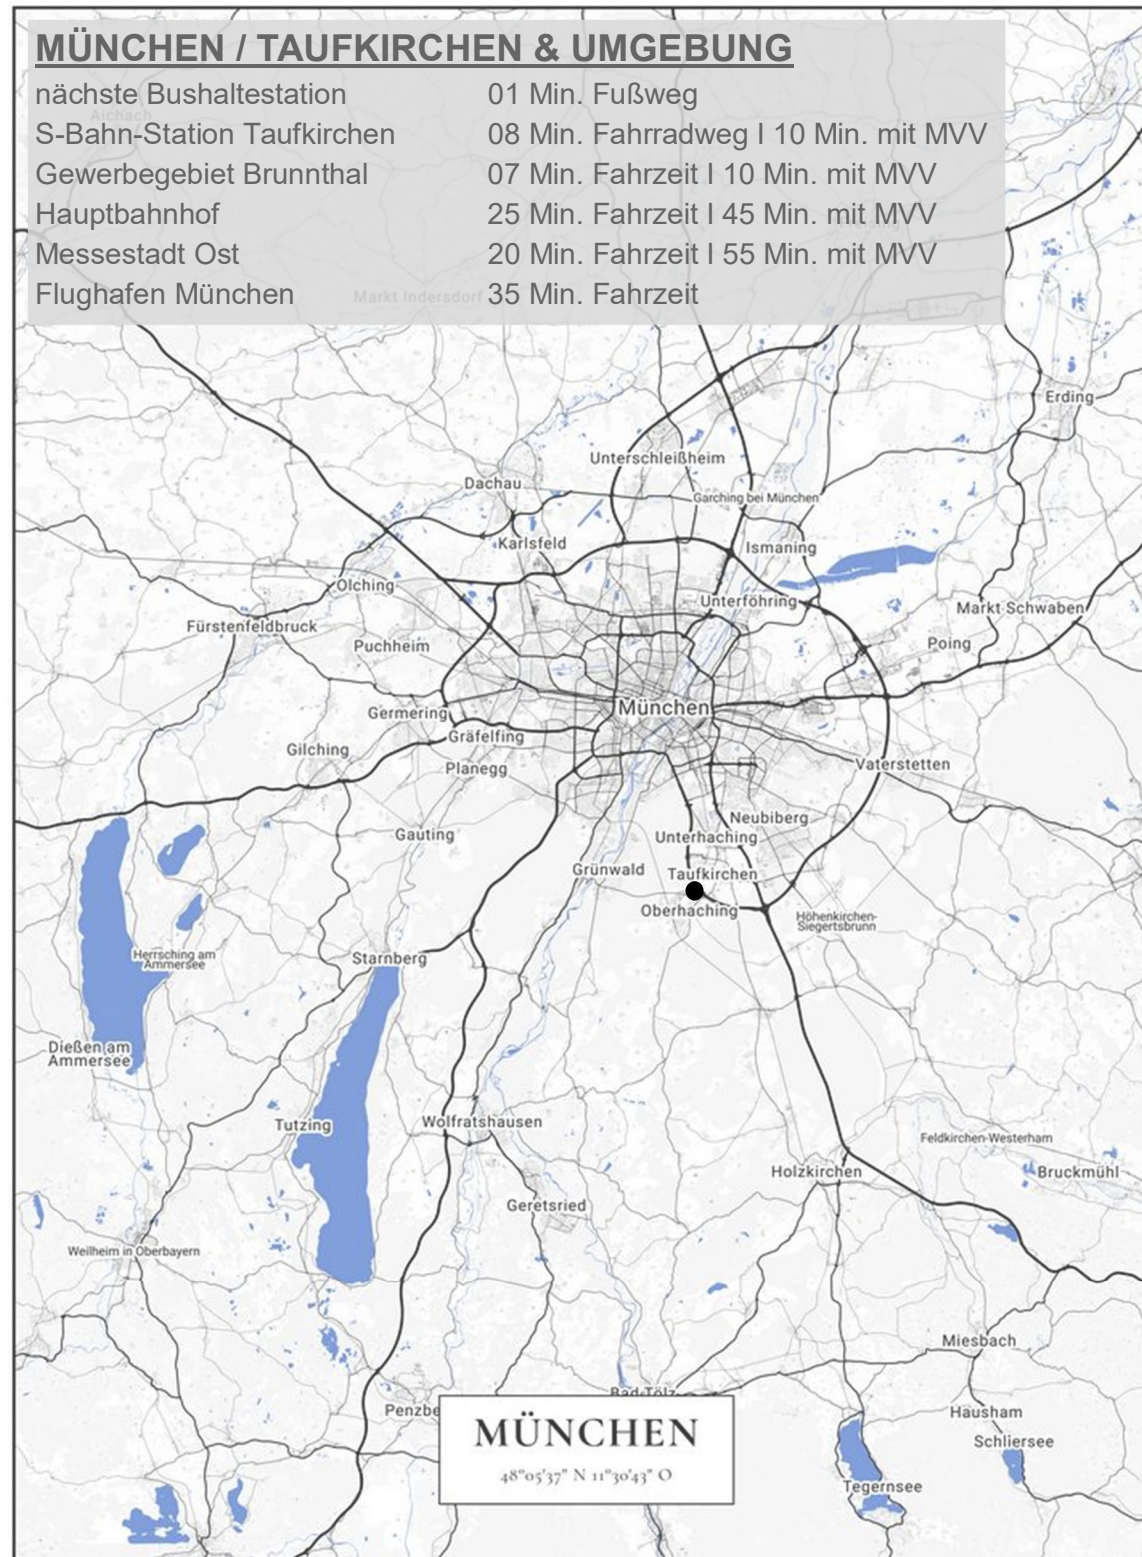 MÜNCHEN / TAUFKIRCHEN & UMGEBUNG
nächste Bushaltestation 01 Min. Fußweg
S-Bahn-Station Taufkirchen 08 Min. Fahrradweg I 10 Min. mit MVV
Gewerbegebiet Brunnthal 07 Min. Fahrzeit I 10 Min. mit MVV
Hauptbahnhof 25 Min. Fahrzeit I 45 Min. mit MVV
Messestadt Ost 20 Min. Fahrzeit I 55 Min. mit MVV
Flughafen München 35 Min. Fahrzeit
Aichach
Markt Indersdorf
Erding
Unterschleißheim
Dachau
Garching bei München
Karlsfeld
Ismaning
Olching
Unterföhring
Markt Schwaben
Fürstenfeldbruck
Puchheim
Poing
München
Germering
Gräfelfing
Gilching
Planegg
Vaterstetten
Neubiberg
Gauting
Unterhaching
Grünwald
Taufkirchen
Oberhaching
Höhenkirchen-
Siegertsbrunn
Herrsching am
Ammersee
Starnberg
Dießen am
Ammersee
Tutzing
Wolfratshausen
Feldkirchen-Westerham
Holzkirchen
Bruckmühl
Geretsried
Weilheim in Oberbayern
Miesbach
Bad Tölz
Penzbe
Hausham
Schliersee
Tegernsee
MÜNCHEN
48°05'37" N 11°30'43" O